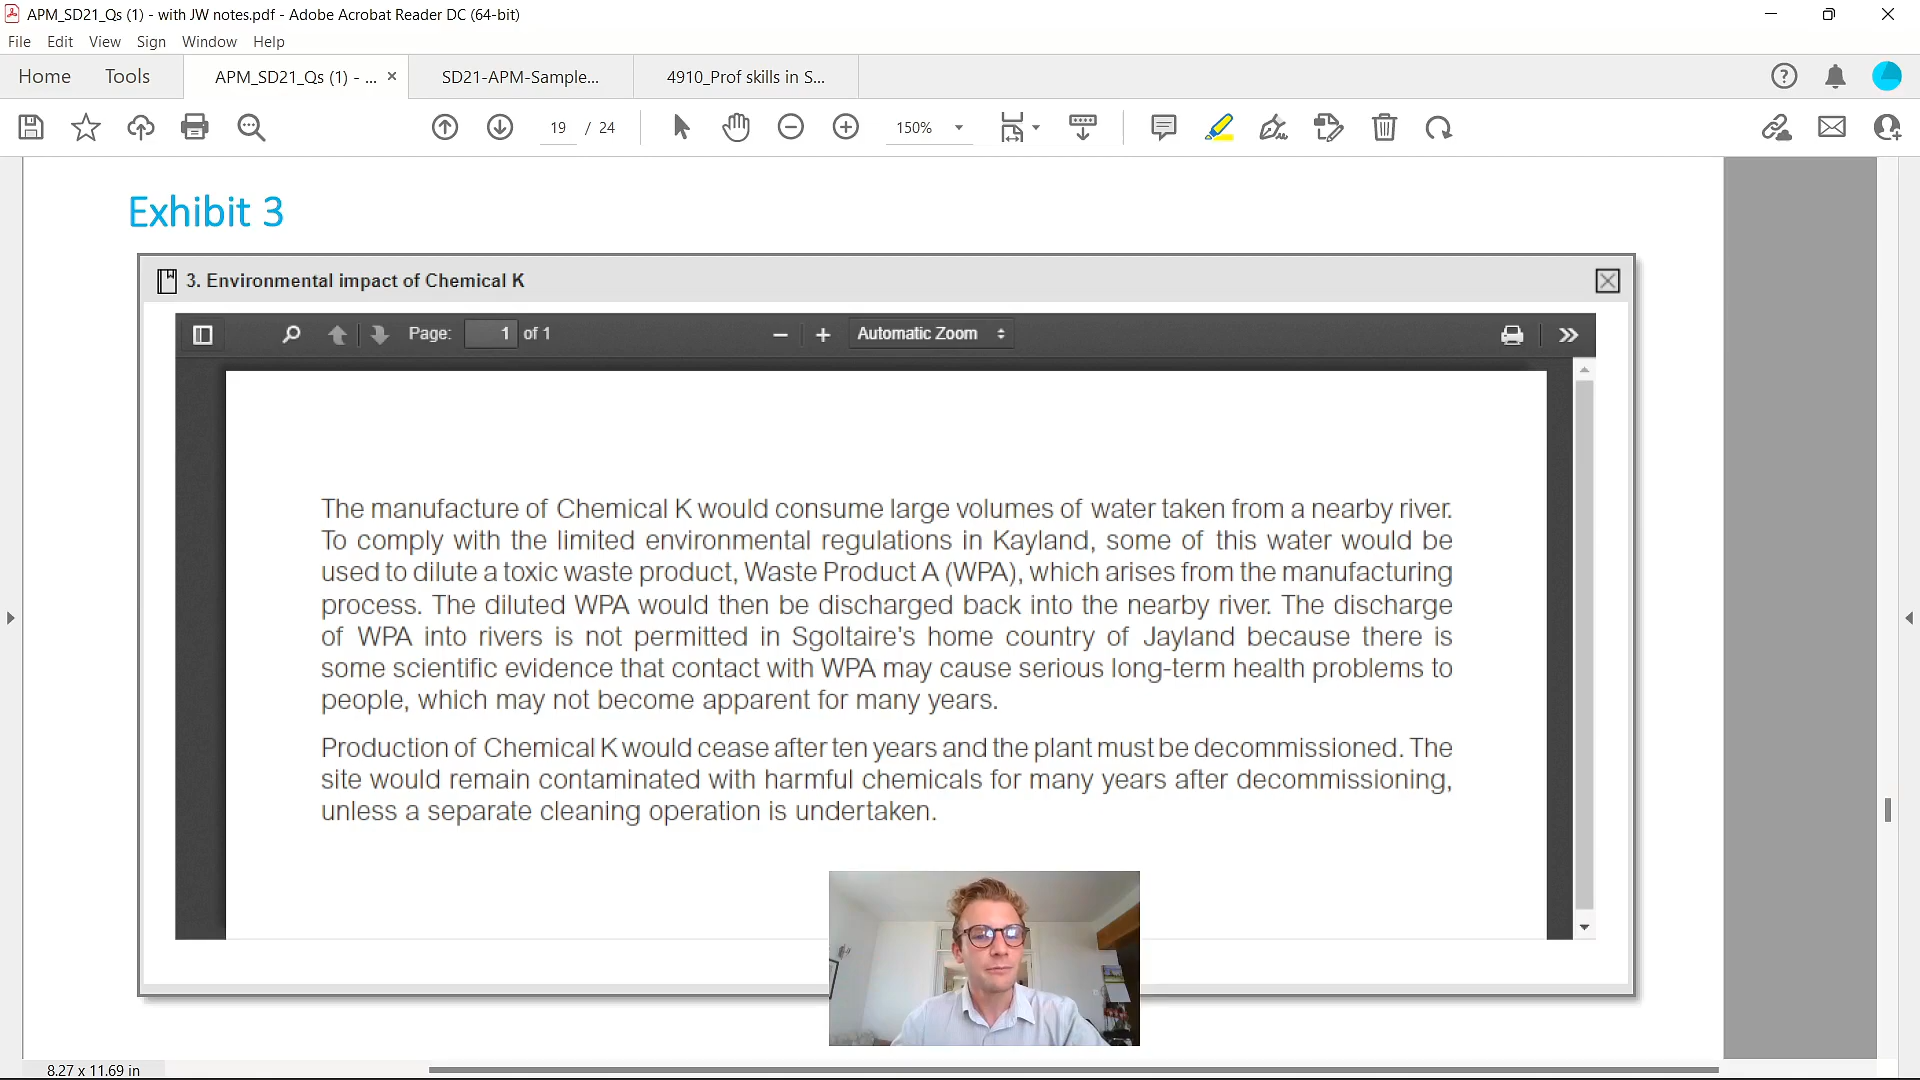 APM_SD21_Qs (1) - with JW notes.pdf - Adobe Acrobat Reader DC (64-bit)
File Edit View Sign Window Help
Home Tools APM_SD21_Qs (1) - ... × SD21-APM-Sample... 4910_Prof skills in S...
19 / 24 150%
Exhibit 3
3. Environmental impact of Chemical K
Page: 1 of 1 Automatic Zoom
The manufacture of Chemical K would consume large volumes of water taken from a nearby river.
To comply with the limited environmental regulations in Kayland, some of this water would be
used to dilute a toxic waste product, Waste Product A (WPA), which arises from the manufacturing
process. The diluted WPA would then be discharged back into the nearby river. The discharge
of WPA into rivers is not permitted in Sgoltaire's home country of Jayland because there is
some scientific evidence that contact with WPA may cause serious long-term health problems to
people, which may not become apparent for many years.
Production of Chemical K would cease after ten years and the plant must be decommissioned. The
site would remain contaminated with harmful chemicals for many years after decommissioning,
unless a separate cleaning operation is undertaken.
8.27 x 11.69 in